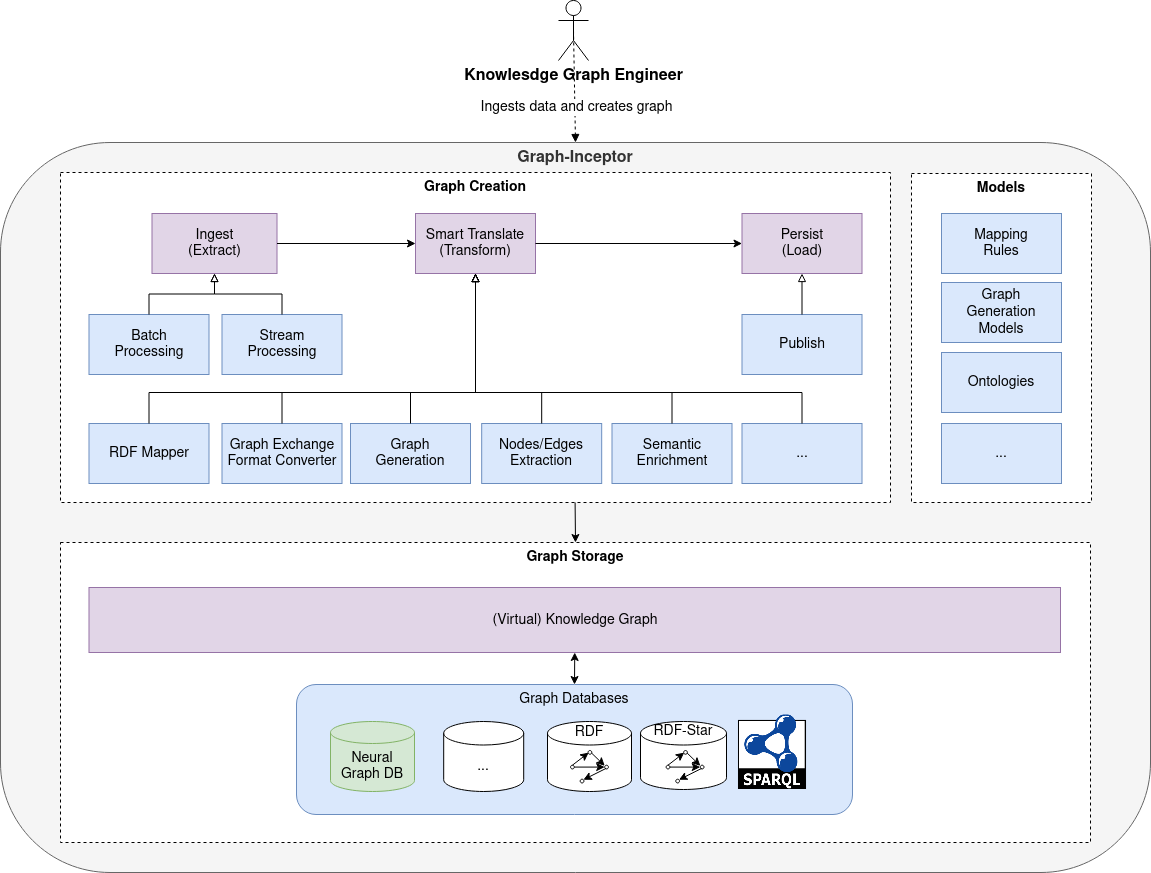 Knowlesdge Graph Engineer
Ingests data and creates graph
Graph-Inceptor
Graph Creation
Ingest
(Extract)
Smart Translate
(Transform)
Persist
(Load)
Batch
Processing
Stream
Processing
Publish
RDF Mapper
Graph Exchange
Format Converter
Graph
Generation
Nodes/Edges
Extraction
Semantic
Enrichment
...
Models
Mapping
Rules
Graph
Generation
Models
Ontologies
...
Graph Storage
(Virtual) Knowledge Graph
Graph Databases
Neural
Graph DB
...
RDF
RDF-Star
SPARQL